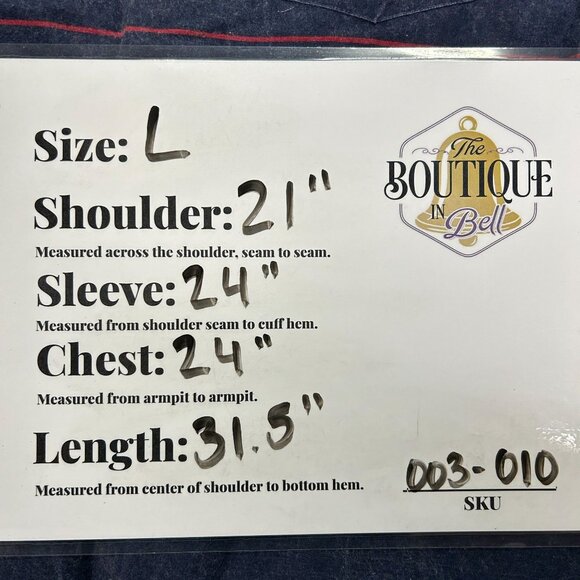 Size: L
The
BOUTIQUE
IN
Bell
Shoulder: 21"
Measured across the shoulder, seam to seam.
Sleeve: 24"
Measured from shoulder seam to cuff hem.
Chest: 24"
Measured from armpit to armpit.
Length: 31.5"
Measured from center of shoulder to bottom hem.
003-010
SKU